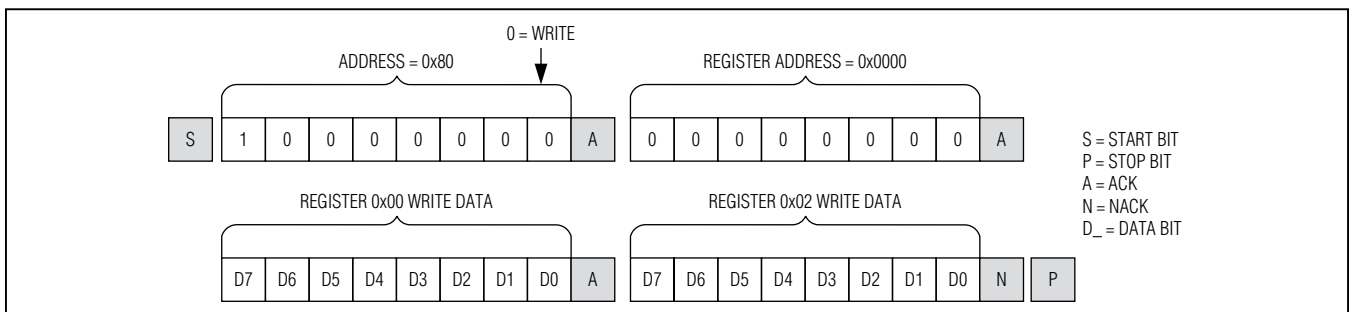 0 = WRITE
ADDRESS = 0x80
REGISTER ADDRESS = 0x0000
S 1 0 0 0 0 0 0 0 A 0 0 0 0 0 0 0 0 A
S = START BIT
P = STOP BIT
A = ACK
N = NACK
D_ = DATA BIT
REGISTER 0x00 WRITE DATA
REGISTER 0x02 WRITE DATA
D7 D6 D5 D4 D3 D2 D1 D0 A D7 D6 D5 D4 D3 D2 D1 D0 N P